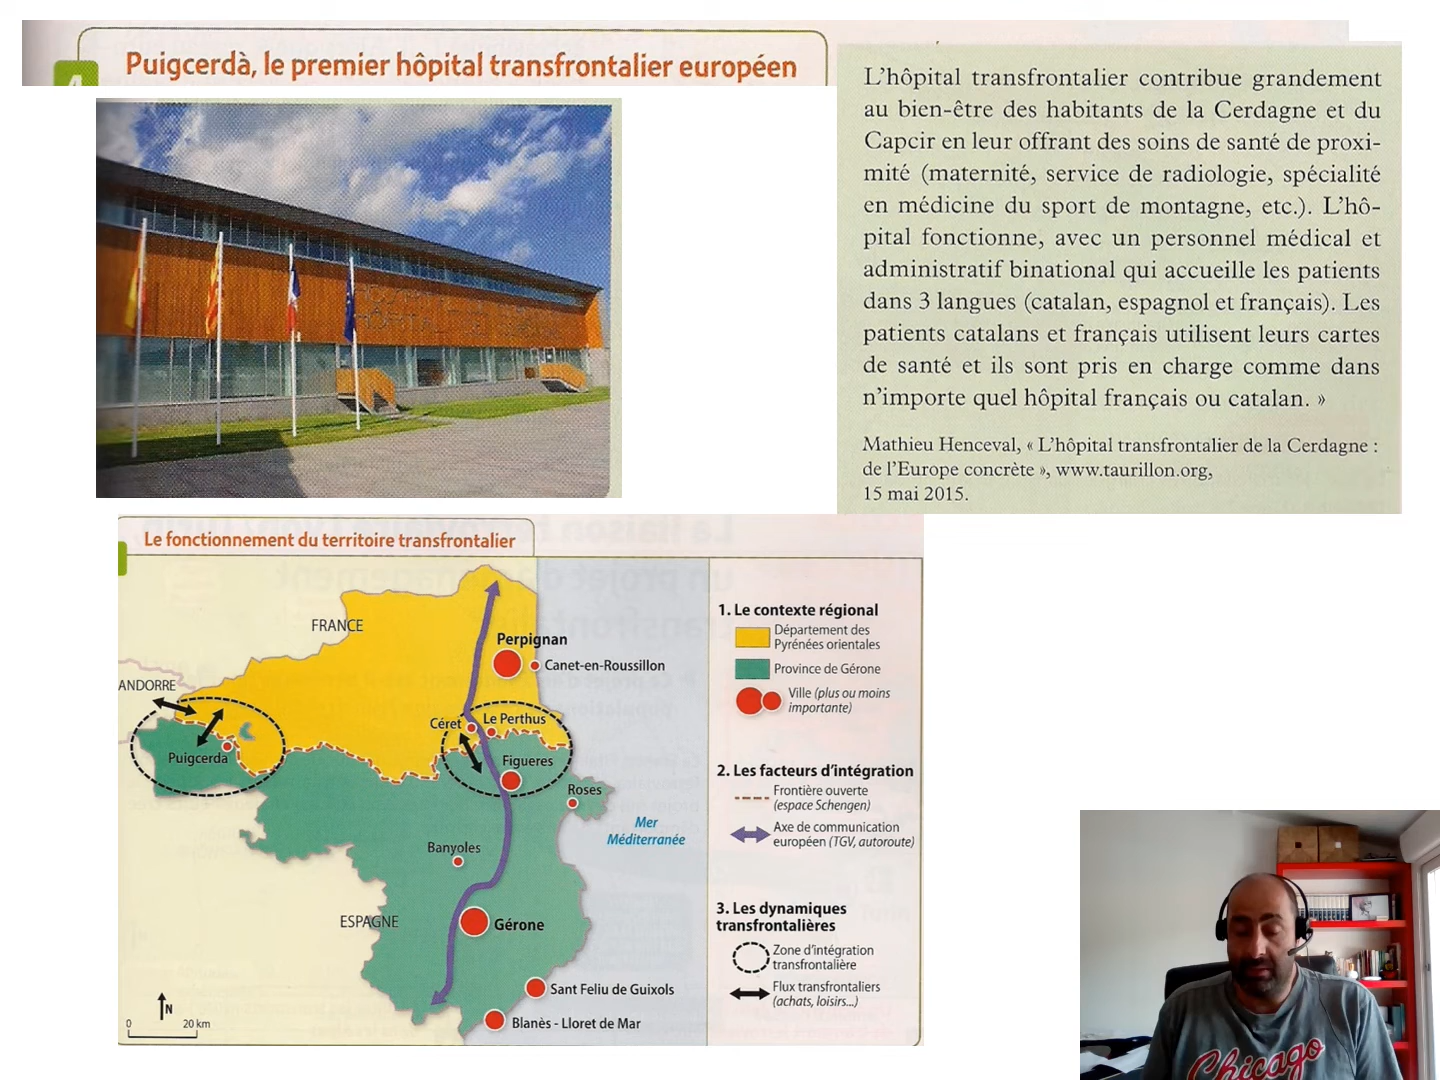 4
Puigcerdà, le premier hôpital transfrontalier européen
L'hôpital transfrontalier contribue grandement
au bien-être des habitants de la Cerdagne et du
Capcir en leur offrant des soins de santé de proxi-
mité (maternité, service de radiologie, spécialité
en médecine du sport de montagne, etc.). L'hô-
pital fonctionne, avec un personnel médical et
administratif binational qui accueille les patients
dans 3 langues (catalan, espagnol et français). Les
patients catalans et français utilisent leurs cartes
de santé et ils sont pris en charge comme dans
n'importe quel hôpital français ou catalan. »
Mathieu Henceval, « L'hôpital transfrontalier de la Cerdagne :
de l'Europe concrète », www.taurillon.org,
15 mai 2015.
Le fonctionnement du territoire transfrontalier
FRANCE
Perpignan
Canet-en-Roussillon
ANDORRE
Céret
Le Perthus
Puigcerda
Figueres
Roses
Mer
Méditerranée
Banyoles
ESPAGNE
Gérone
Sant Feliu de Guixols
Blanès - Lloret de Mar
N
0 20 km
1. Le contexte régional
Département des
Pyrénées orientales
Province de Gérone
Ville (plus ou moins
importante)
2. Les facteurs d'intégration
Frontière ouverte
(espace Schengen)
Axe de communication
européen (TGV, autoroute)
3. Les dynamiques
transfrontalières
Zone d'intégration
transfrontalière
Flux transfrontaliers
(achats, loisirs...)
Chicago